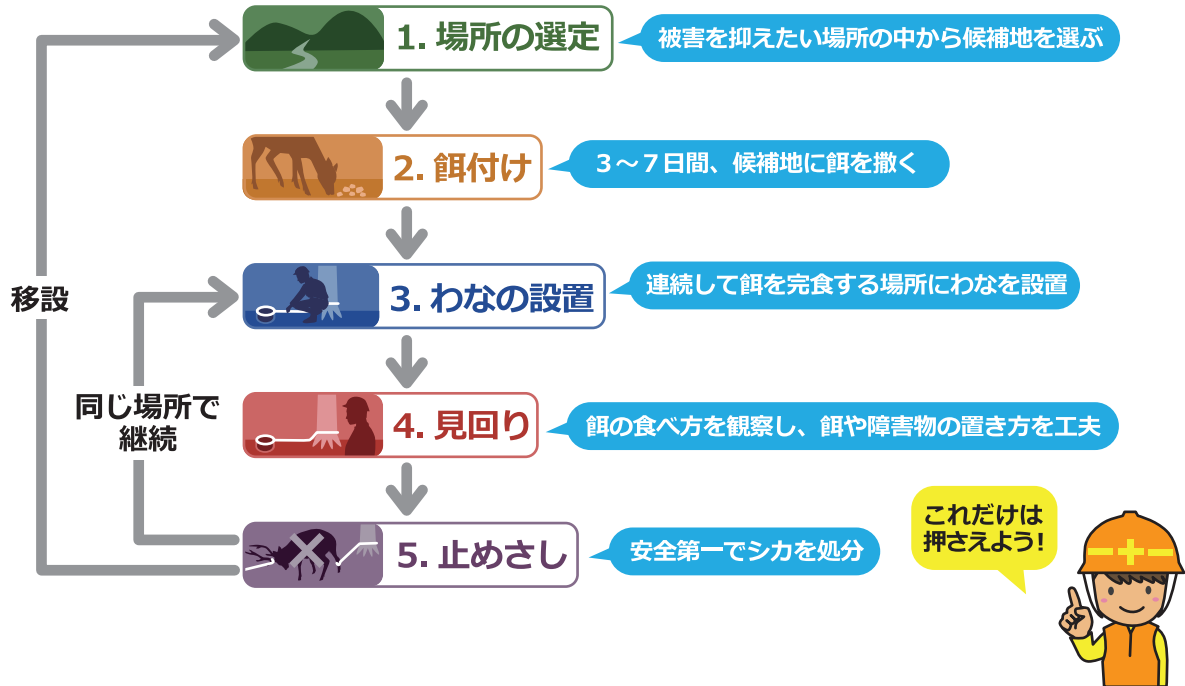 1. 場所の選定
被害を抑えたい場所の中から候補地を選ぶ
2. 餌付け
3～7日間、候補地に餌を撒く
3. わなの設置
連続して餌を完食する場所にわなを設置
4. 見回り
餌の食べ方を観察し、餌や障害物の置き方を工夫
5. 止めさし
安全第一でシカを処分
移設
同じ場所で
継続
これだけは
押さえよう!